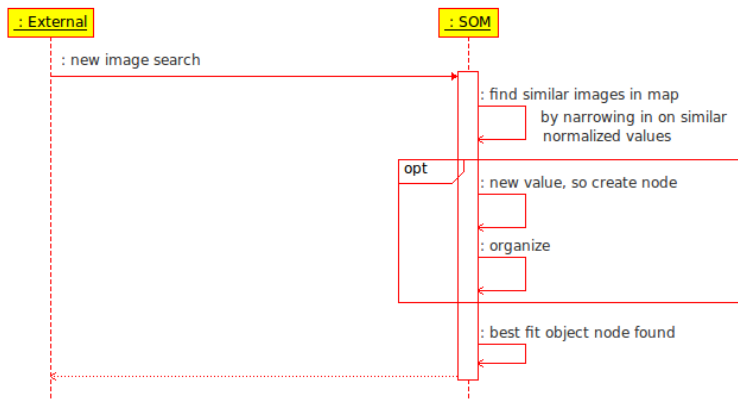 : External
: SOM
: new image search
: find similar images in map
by narrowing in on similar
normalized values
opt
: new value, so create node
: organize
: best fit object node found